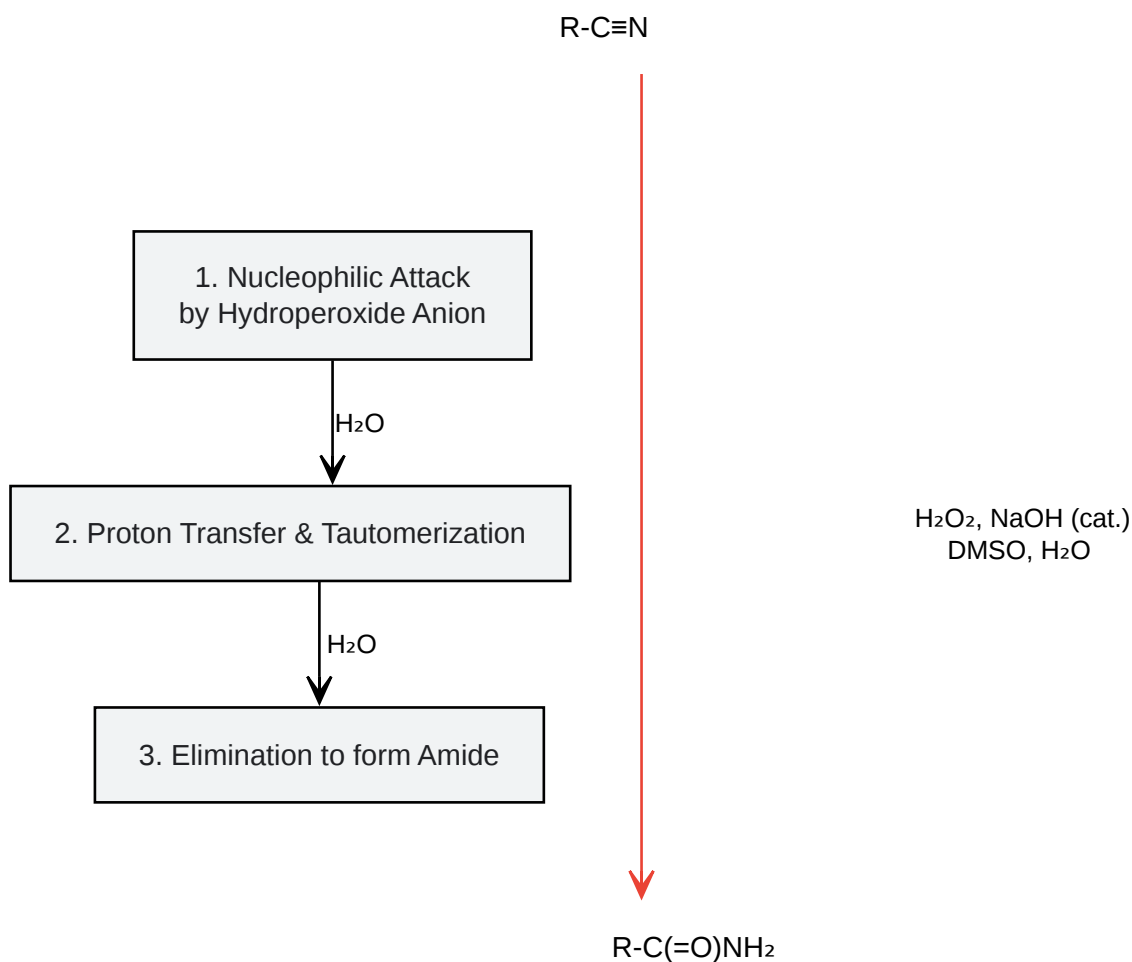 R-C≡N
1. Nucleophilic Attack
by Hydroperoxide Anion
H₂O
2. Proton Transfer & Tautomerization
H₂O₂, NaOH (cat.)
DMSO, H₂O
H₂O
3. Elimination to form Amide
R-C(=O)NH₂